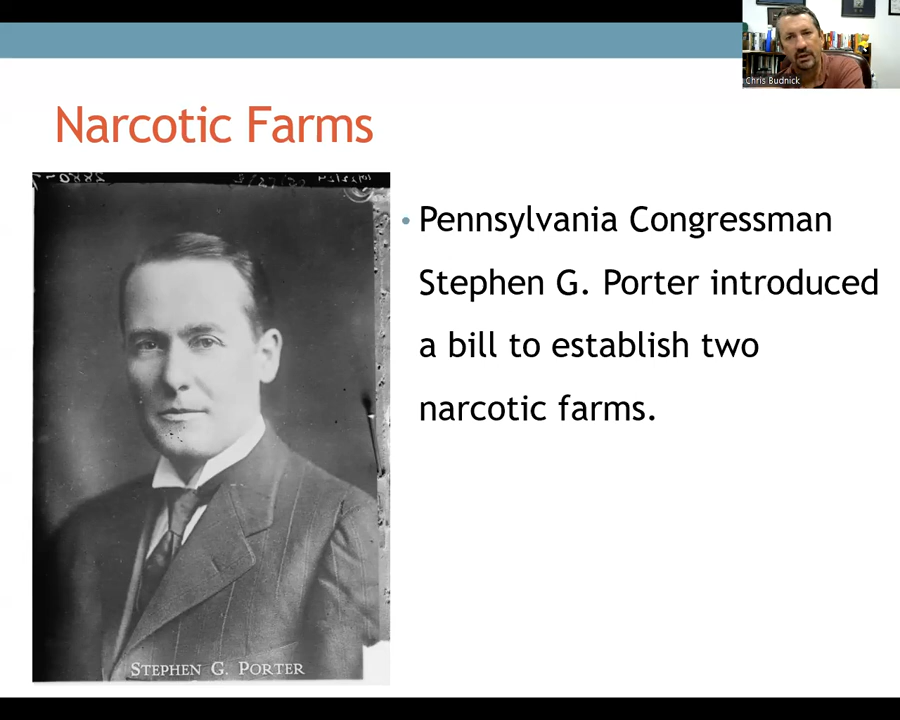 Chris Budnick
Narcotic Farms
• Pennsylvania Congressman
Stephen G. Porter introduced
a bill to establish two
narcotic farms.
STEPHEN G. PORTER